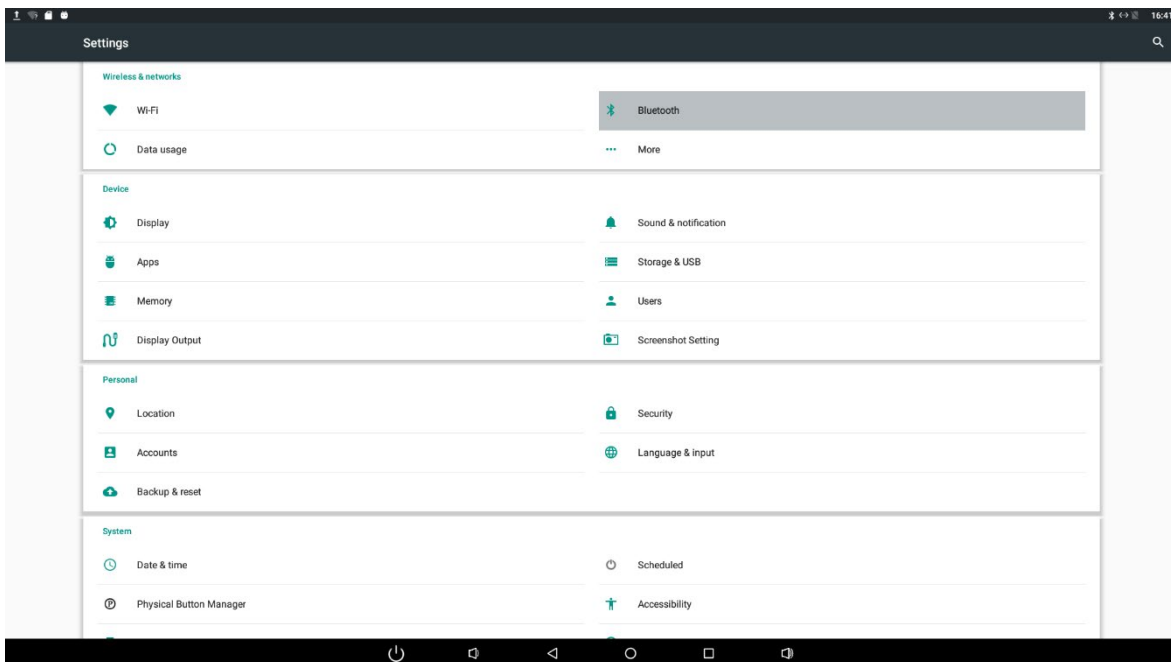 16:41
Settings
Wireless & networks
Wi-Fi
Bluetooth
Data usage
More
Device
Display
Sound & notification
Apps
Storage & USB
Memory
Users
Display Output
Screenshot Setting
Personal
Location
Security
Accounts
Language & input
Backup & reset
System
Date & time
Scheduled
Physical Button Manager
Accessibility